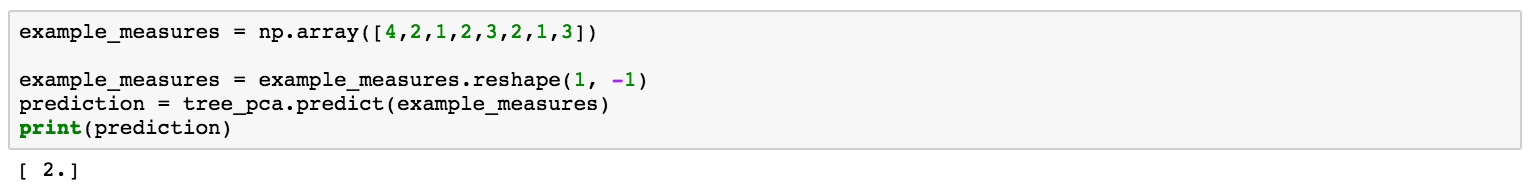 example_measures = np.array([4,2,1,2,3,2,1,3])
example_measures = example_measures.reshape(1, -1)
prediction = tree_pca.predict(example_measures)
print(prediction)
[ 2.]